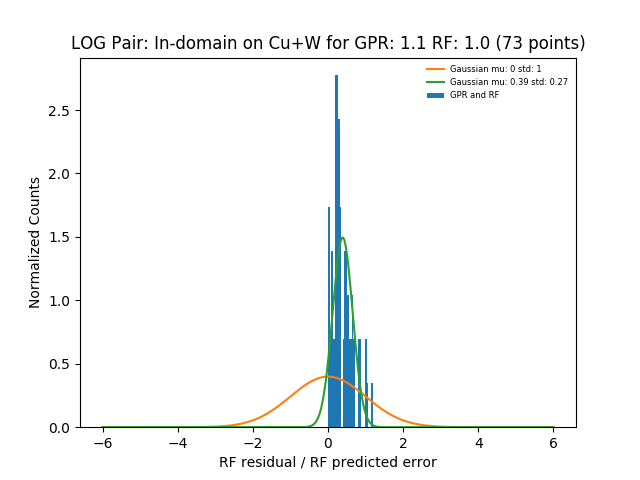 LOG Pair: In-domain on Cu+W for GPR: 1.1 RF: 1.0 (73 points)
Gaussian mu: 0 std: 1
Gaussian mu: 0.39 std: 0.27
GPR and RF
Normalized Counts
2.5
2.0
1.5
1.0
0.5
0.0
−6 −4 −2 0 2 4 6
RF residual / RF predicted error